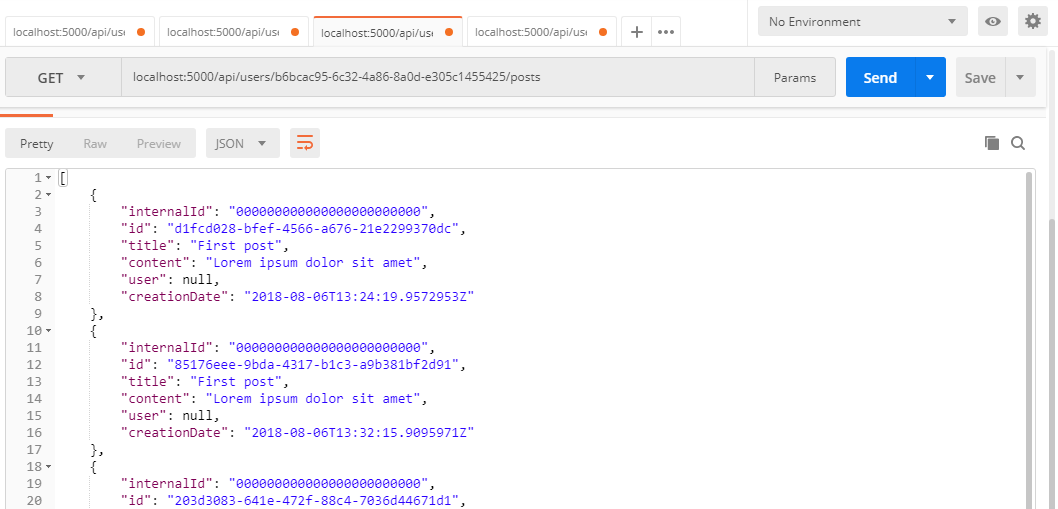 localhost:5000/api/use localhost:5000/api/use localhost:5000/api/use localhost:5000/api/use + ••• No Environment
GET localhost:5000/api/users/b6bcac95-6c32-4a86-8a0d-e305c1455425/posts Params Send Save
Pretty Raw Preview JSON
1 [
2 {
3 "internalId": "000000000000000000000000",
4 "id": "d1fcd028-bfef-4566-a676-21e2299370dc",
5 "title": "First post",
6 "content": "Lorem ipsum dolor sit amet",
7 "user": null,
8 "creationDate": "2018-08-06T13:24:19.9572953Z"
9 },
10 {
11 "internalId": "000000000000000000000000",
12 "id": "85176eee-9bda-4317-b1c3-a9b381bf2d91",
13 "title": "First post",
14 "content": "Lorem ipsum dolor sit amet",
15 "user": null,
16 "creationDate": "2018-08-06T13:32:15.9095971Z"
17 },
18 {
19 "internalId": "000000000000000000000000",
20 "id": "203d3083-641e-472f-88c4-7036d44671d1",